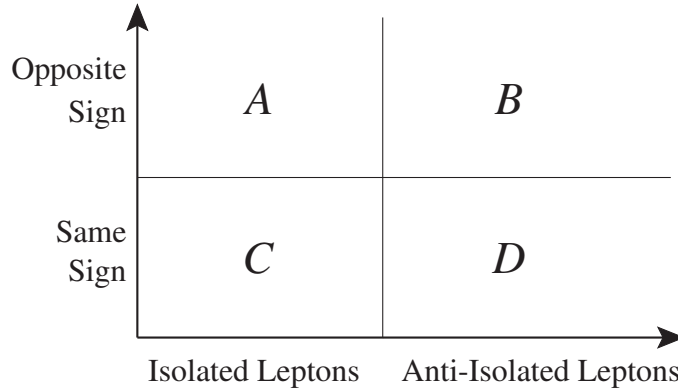 Opposite
Sign
A
B
Same
Sign
C
D
Isolated Leptons
Anti-Isolated Leptons